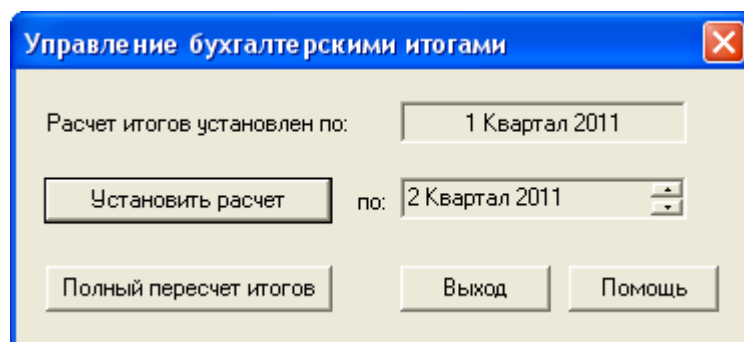 Управление бухгалтерскими итогами
Расчет итогов установлен по: 1 Квартал 2011
Установить расчет по: 2 Квартал 2011
Полный пересчет итогов Выход Помощь